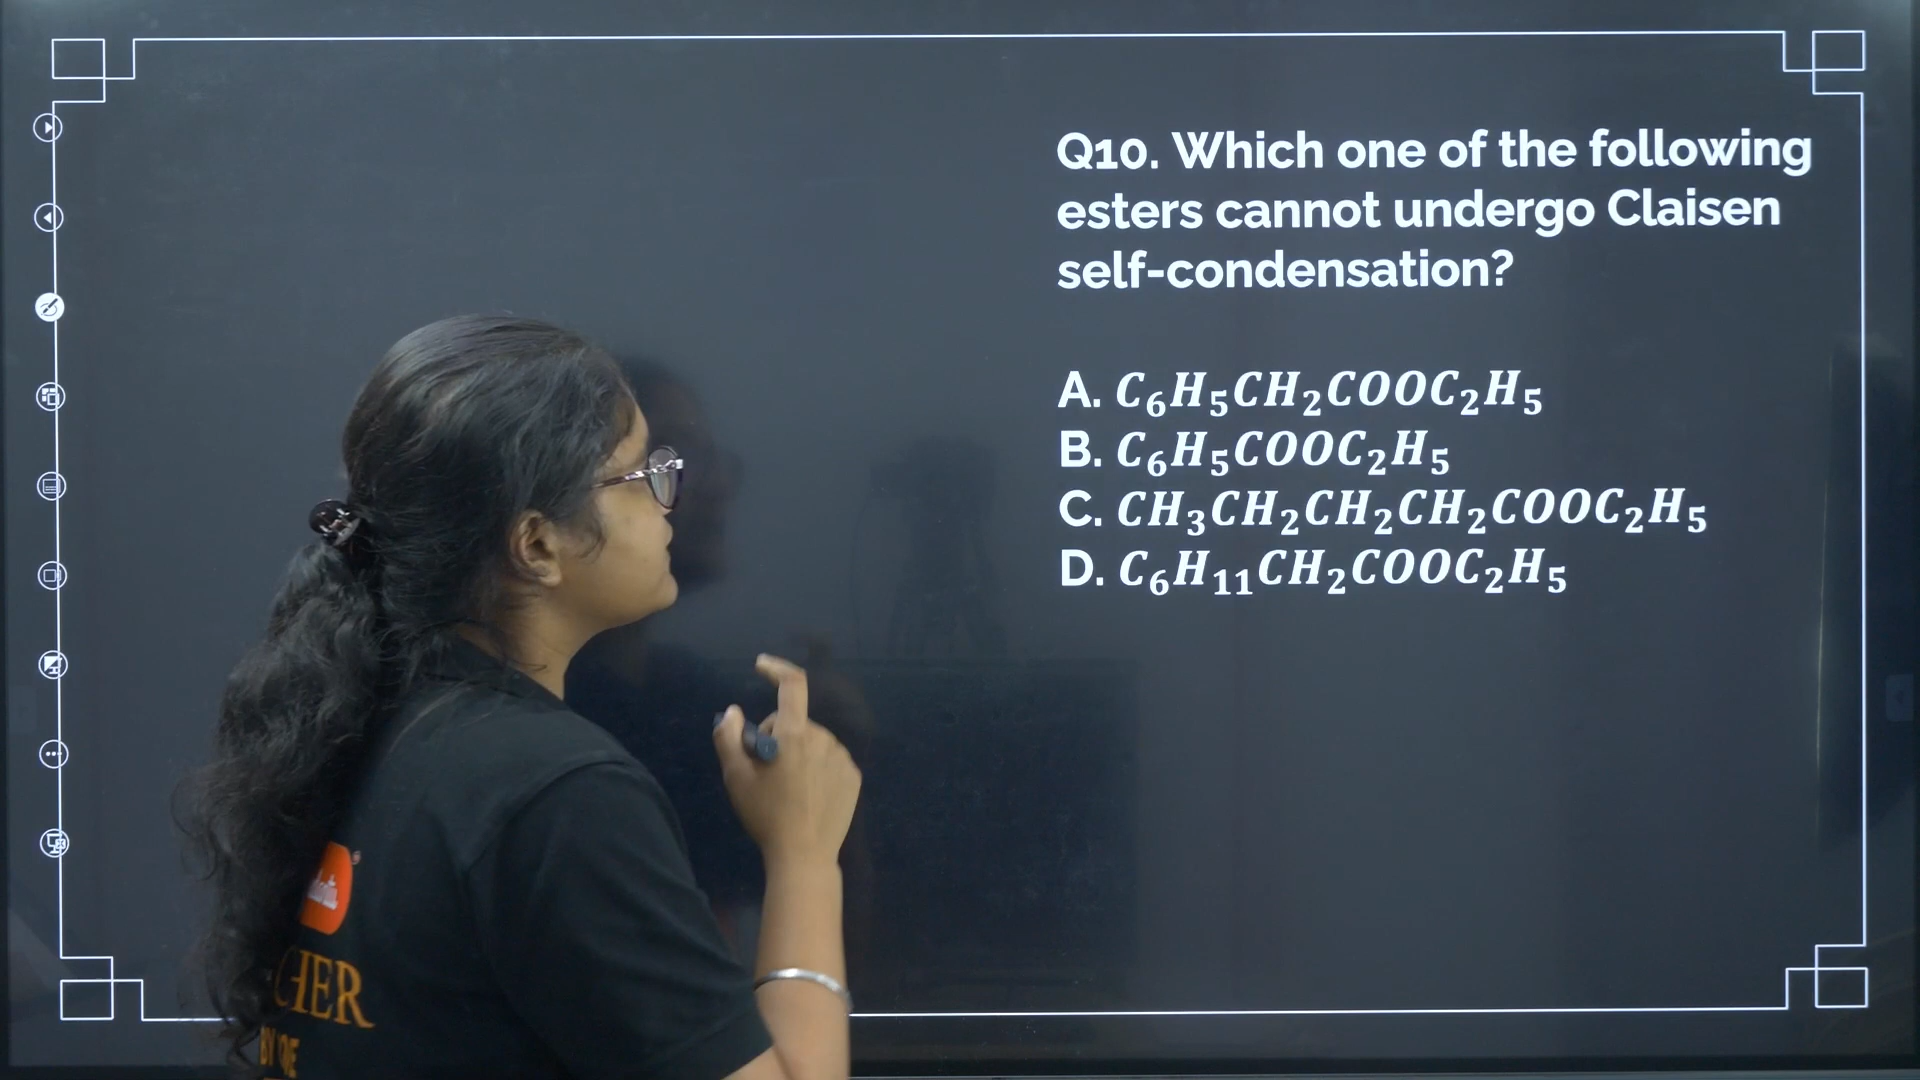 Q10. Which one of the following
esters cannot undergo Claisen
self-condensation?
A. C₆H₅CH₂COOC₂H₅
B. C₆H₅COOC₂H₅
C. CH₃CH₂CH₂CH₂COOC₂H₅
D. C₆H₁₁CH₂COOC₂H₅